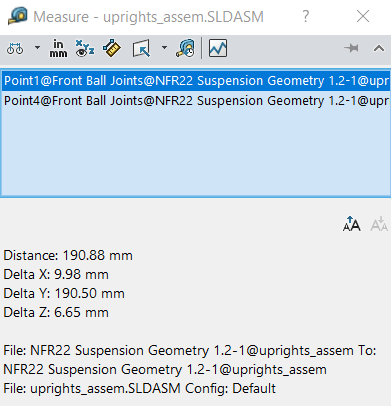 Measure - uprights_assem.SLDASM
in
mm
xyz
Point1@Front Ball Joints@NFR22 Suspension Geometry 1.2-1@upr
Point4@Front Ball Joints@NFR22 Suspension Geometry 1.2-1@upr
AA AA
Distance: 190.88 mm
Delta X: 9.98 mm
Delta Y: 190.50 mm
Delta Z: 6.65 mm
File: NFR22 Suspension Geometry 1.2-1@uprights_assem To:
NFR22 Suspension Geometry 1.2-1@uprights_assem
File: uprights_assem.SLDASM Config: Default